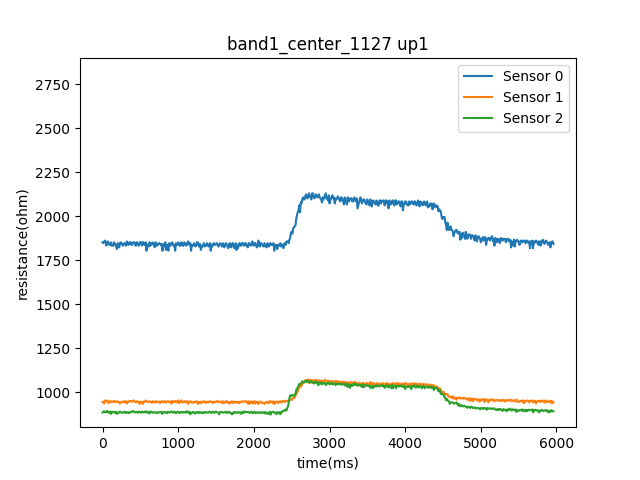 band1_center_1127 up1
Sensor 0
Sensor 1
Sensor 2
2750
2500
2250
2000
1750
1500
1250
1000
resistance(ohm)
0 1000 2000 3000 4000 5000 6000
time(ms)